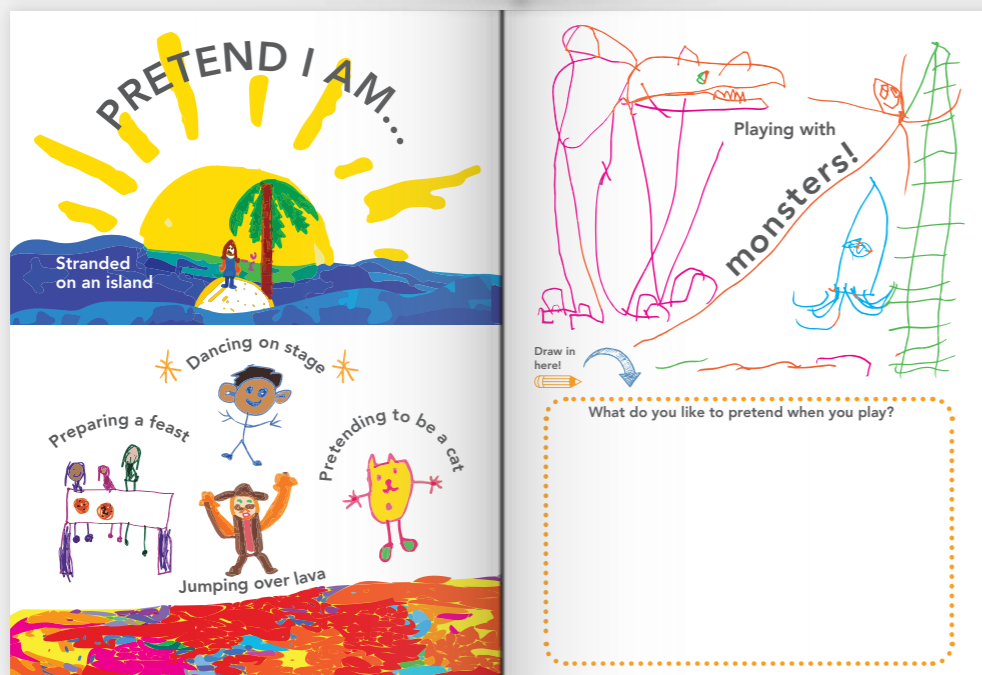 PRETEND I AM...
Stranded
on an island
Dancing on stage
Preparing a feast
Pretending to be a cat
Jumping over lava
Playing with
monsters!
Draw in
here!
What do you like to pretend when you play?